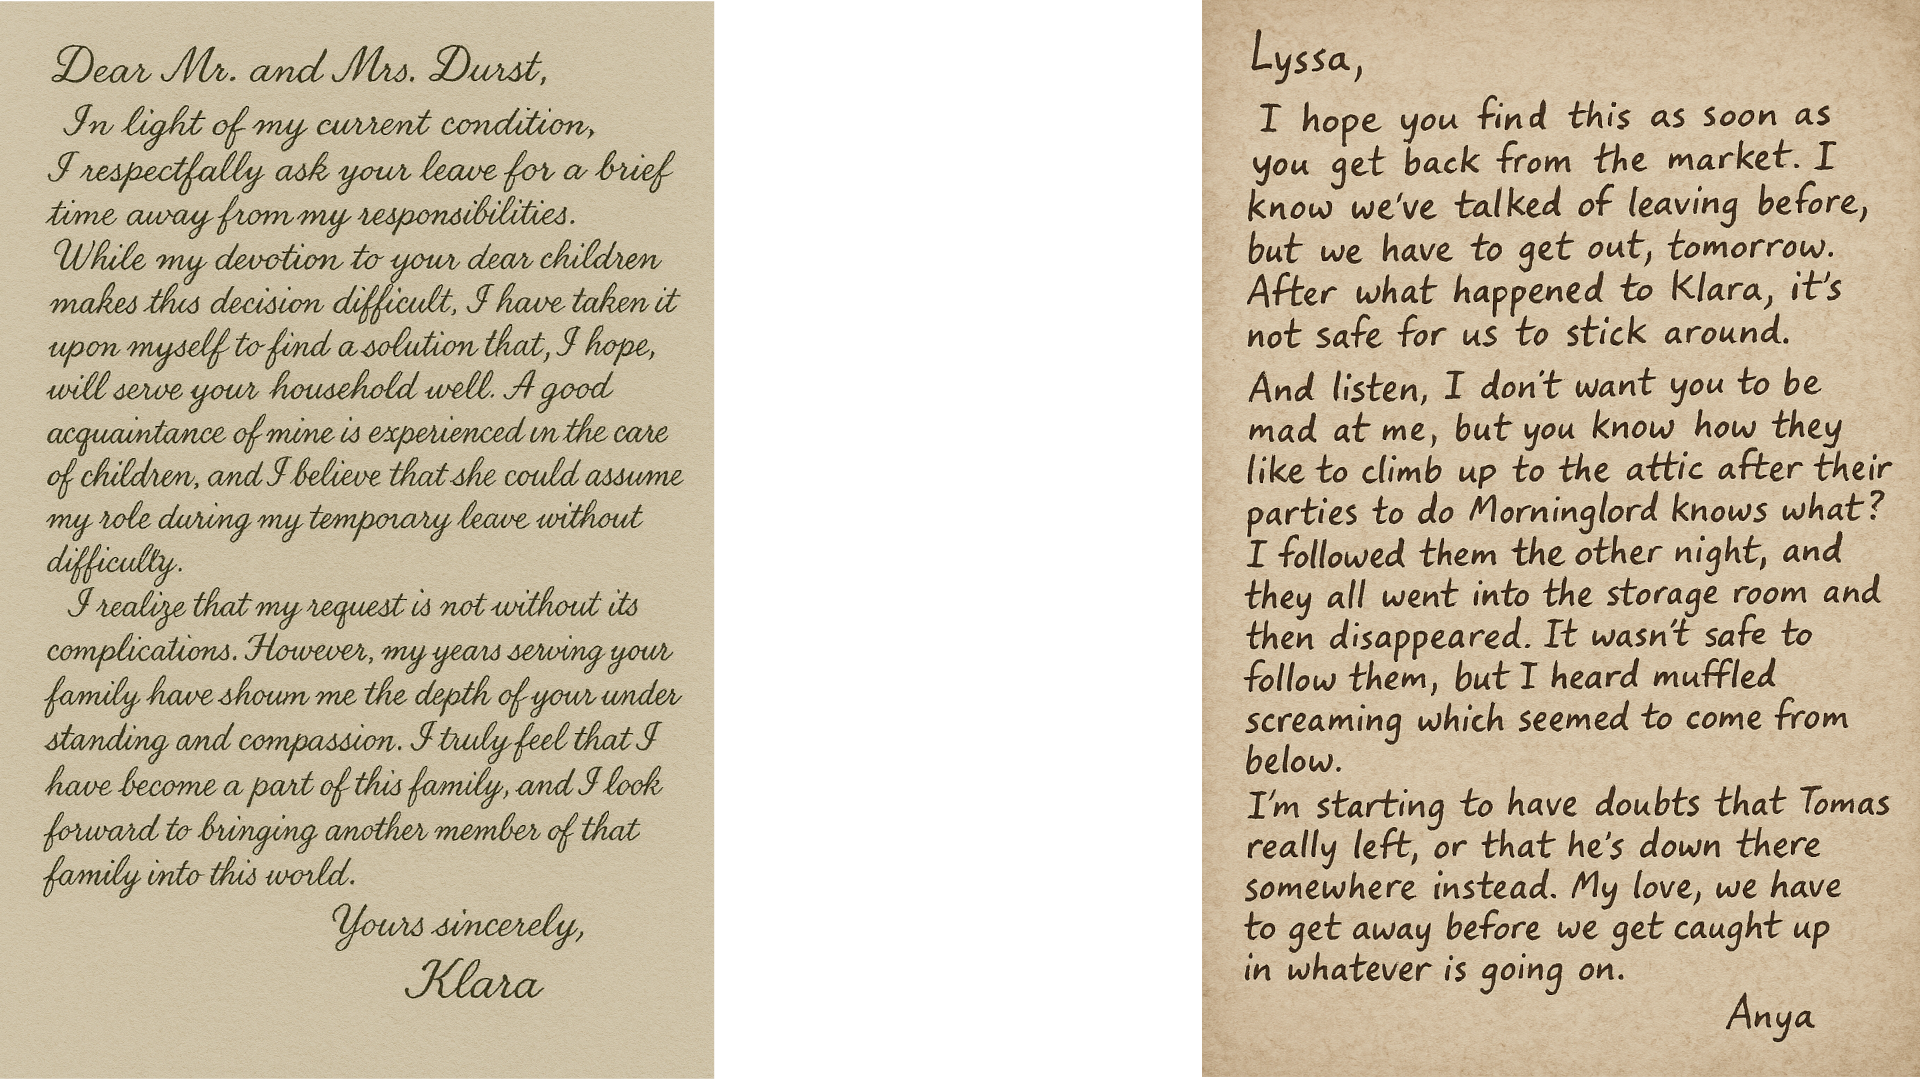 Dear Mr. and Mrs. Durst,
In light of my current condition,
I respectfally ask your leave for a brief
time away from my responsibilities.
While my devotion to your dear children
makes this decision difficult, I have taken it
upon myself to find a solution that, I hope,
will serve your household well. A good
acquaintance of mine is experienced in the care
of children, and I believe that she could assume
my role during my temporary leave without
difficulty.
I realize that my request is not without its
complications. However, my years serving your
family have shown me the depth of your under
standing and compassion. I truly feel that I
have become a part of this family, and I look
forward to bringing another member of that
family into this world.
Yours sincerely,
Klara
Lyssa,
I hope you find this as soon as
you get back from the market. I
know we've talked of leaving before,
but we have to get out, tomorrow.
After what happened to Klara, it's
not safe for us to stick around.
And listen, I don't want you to be
mad at me, but you know how they
like to climb up to the attic after their
parties to do Morninglord knows what?
I followed them the other night, and
they all went into the storage room and
then disappeared. It wasn't safe to
follow them, but I heard muffled
screaming which seemed to come from
below.
I'm starting to have doubts that Tomas
really left, or that he's down there
somewhere instead. My love, we have
to get away before we get caught up
in whatever is going on.
Anya